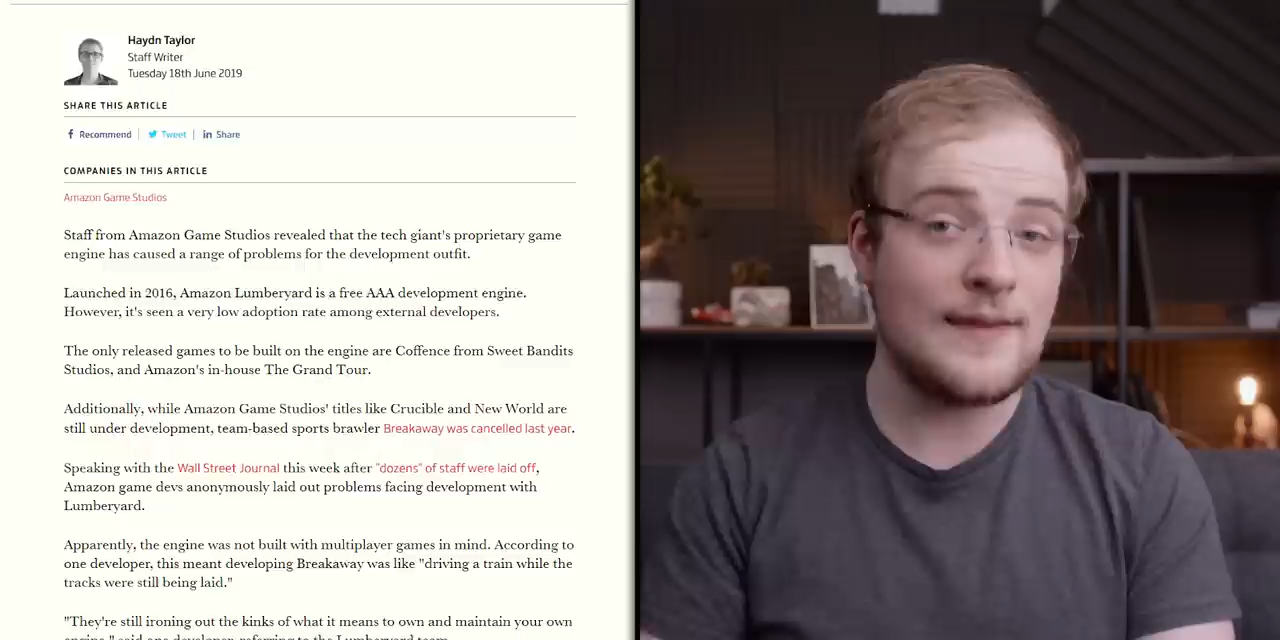 Haydn Taylor
Staff Writer
Tuesday 18th June 2019
SHARE THIS ARTICLE
Recommend | Tweet | Share
COMPANIES IN THIS ARTICLE
Amazon Game Studios
Staff from Amazon Game Studios revealed that the tech giant's proprietary game
engine has caused a range of problems for the development outfit.
Launched in 2016, Amazon Lumberyard is a free AAA development engine.
However, it's seen a very low adoption rate among external developers.
The only released games to be built on the engine are Coffence from Sweet Bandits
Studios, and Amazon's in-house The Grand Tour.
Additionally, while Amazon Game Studios' titles like Crucible and New World are
still under development, team-based sports brawler Breakaway was cancelled last year.
Speaking with the Wall Street Journal this week after "dozens" of staff were laid off,
Amazon game devs anonymously laid out problems facing development with
Lumberyard.
Apparently, the engine was not built with multiplayer games in mind. According to
one developer, this meant developing Breakaway was like "driving a train while the
tracks were still being laid."
"They're still ironing out the kinks of what it means to own and maintain your own
engine," said one developer, referring to the Lumberyard team.